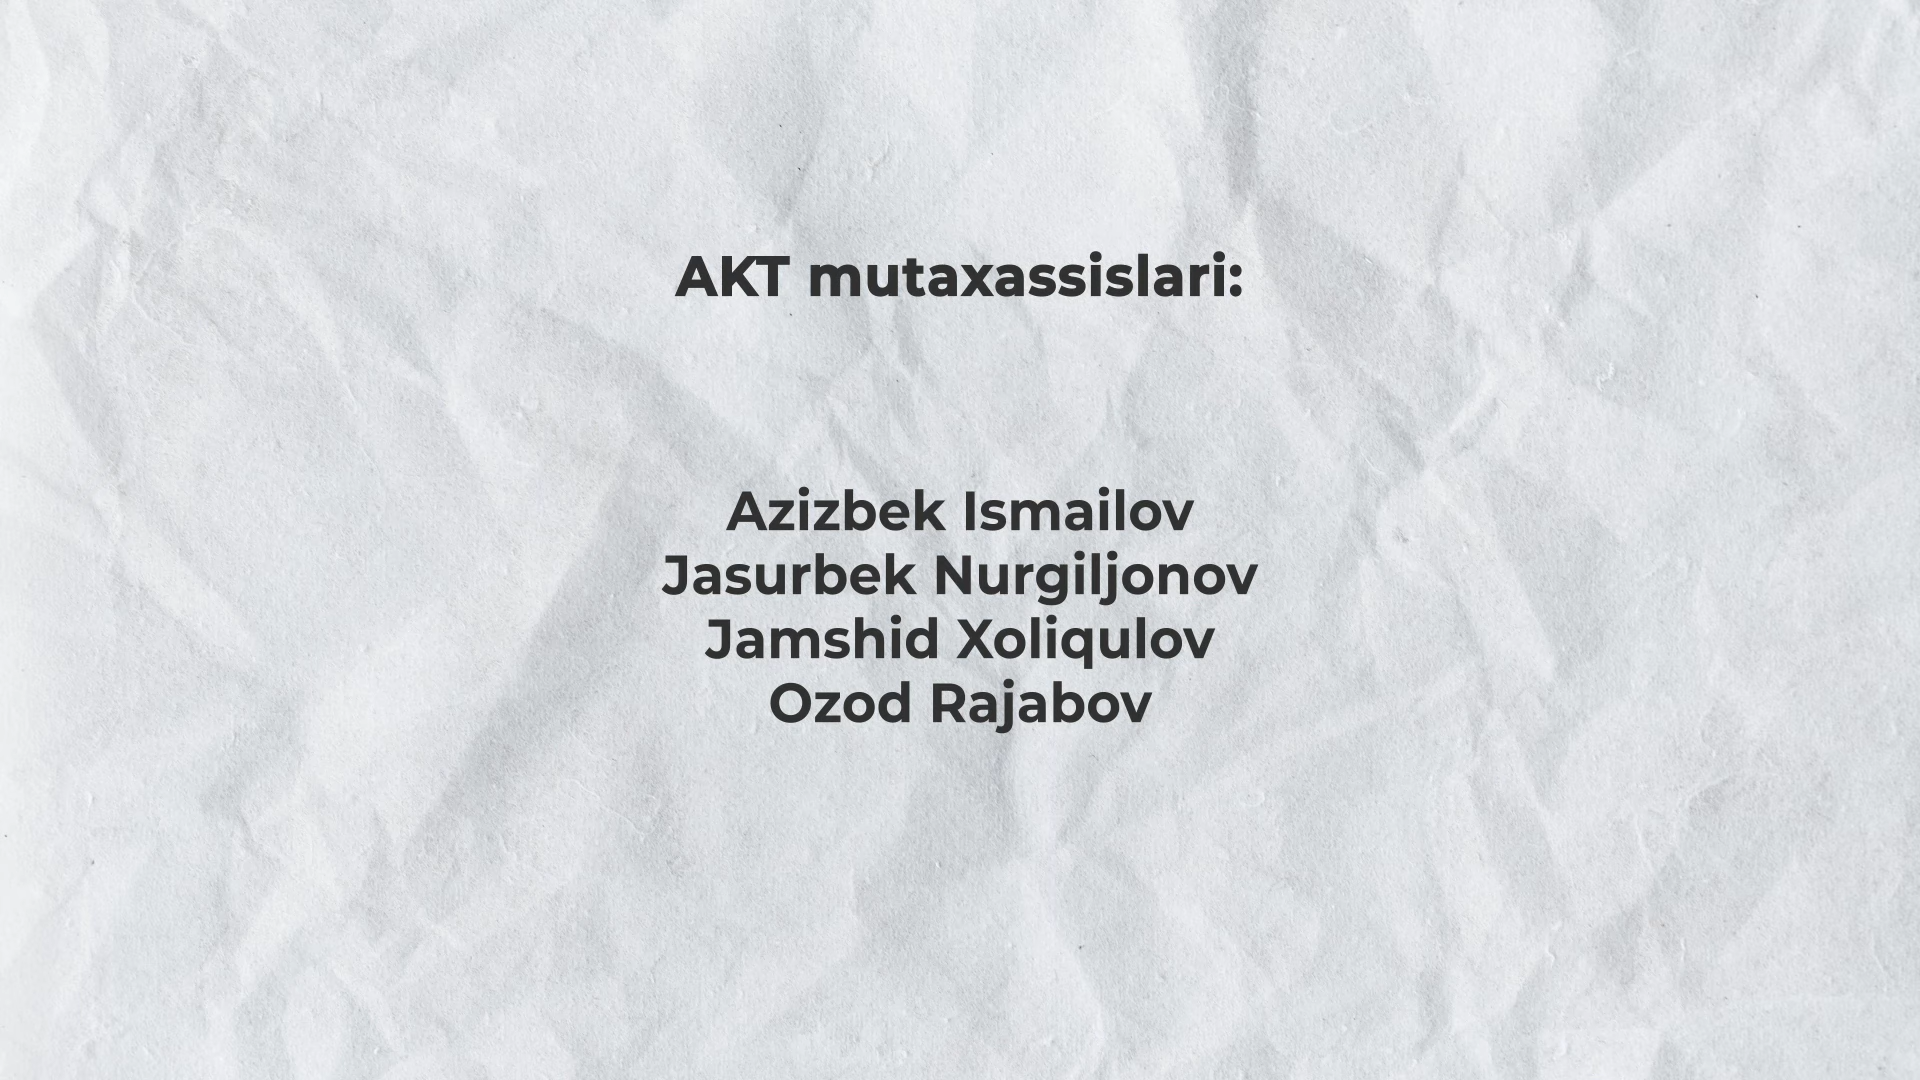 AKT mutaxassislari:
Azizbek Ismailov
Jasurbek Nurgiljonov
Jamshid Xoliqulov
Ozod Rajabov